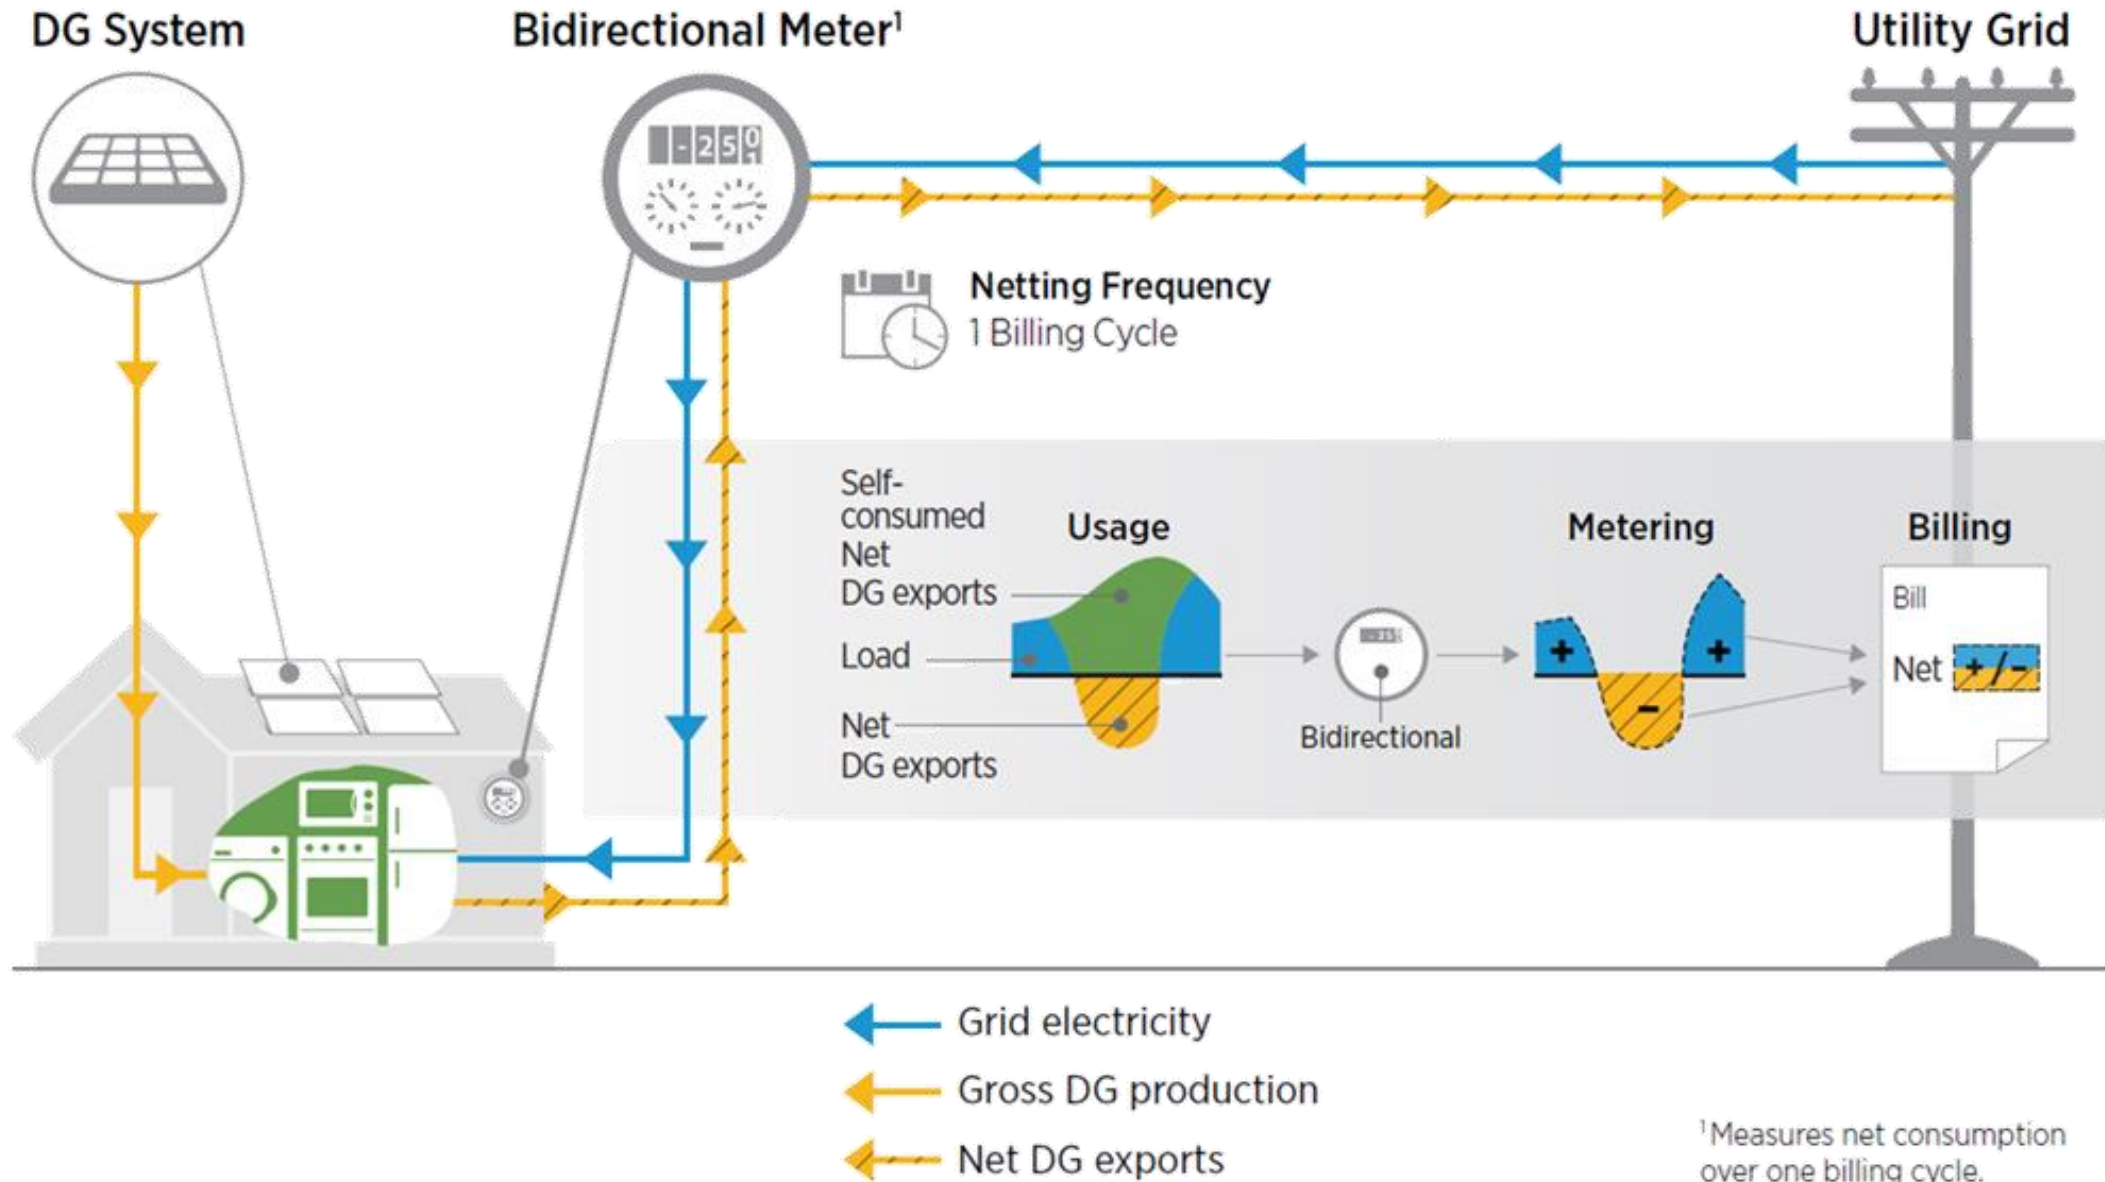 DG System
Bidirectional Meter¹
Utility Grid
-250
1
Netting Frequency
1 Billing Cycle
Self-
consumed
Net
DG exports
Load
Net
DG exports
Usage
Bidirectional
Metering
+
-
+
Billing
Bill
Net +/-
Grid electricity
Gross DG production
Net DG exports
¹Measures net consumption
over one billing cycle.